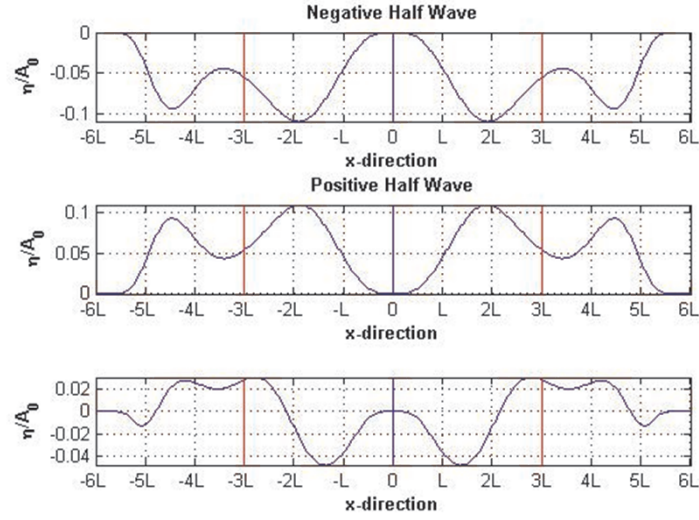 Negative Half Wave
η/A0
0
-0.05
-0.1
-6L -5L -4L -3L -2L -L 0 L 2L 3L 4L 5L 6L
x-direction
Positive Half Wave
η/A0
0.1
0.05
0
-6L -5L -4L -3L -2L -L 0 L 2L 3L 4L 5L 6L
x-direction
η/A0
0.02
0
-0.02
-0.04
-6L -5L -4L -3L -2L -L 0 L 2L 3L 4L 5L 6L
x-direction